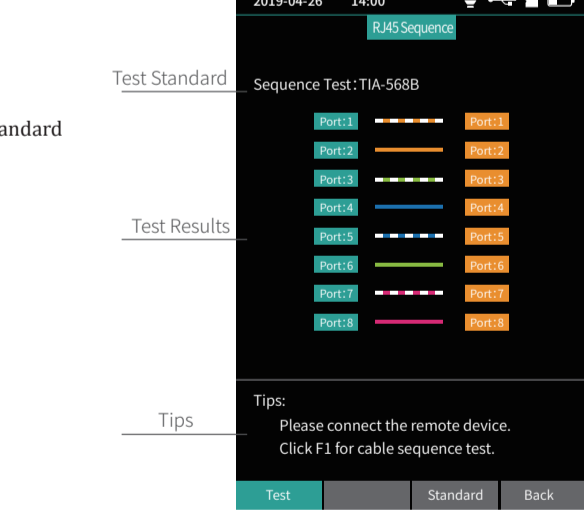 2019-04-26 14:00
RJ45 Sequence
Test Standard
Sequence Test:TIA-568B
andard
Port:1 Port:1
Port:2 Port:2
Port:3 Port:3
Port:4 Port:4
Test Results
Port:5 Port:5
Port:6 Port:6
Port:7 Port:7
Port:8 Port:8
Tips:
Tips
Please connect the remote device.
Click F1 for cable sequence test.
Test Standard Back